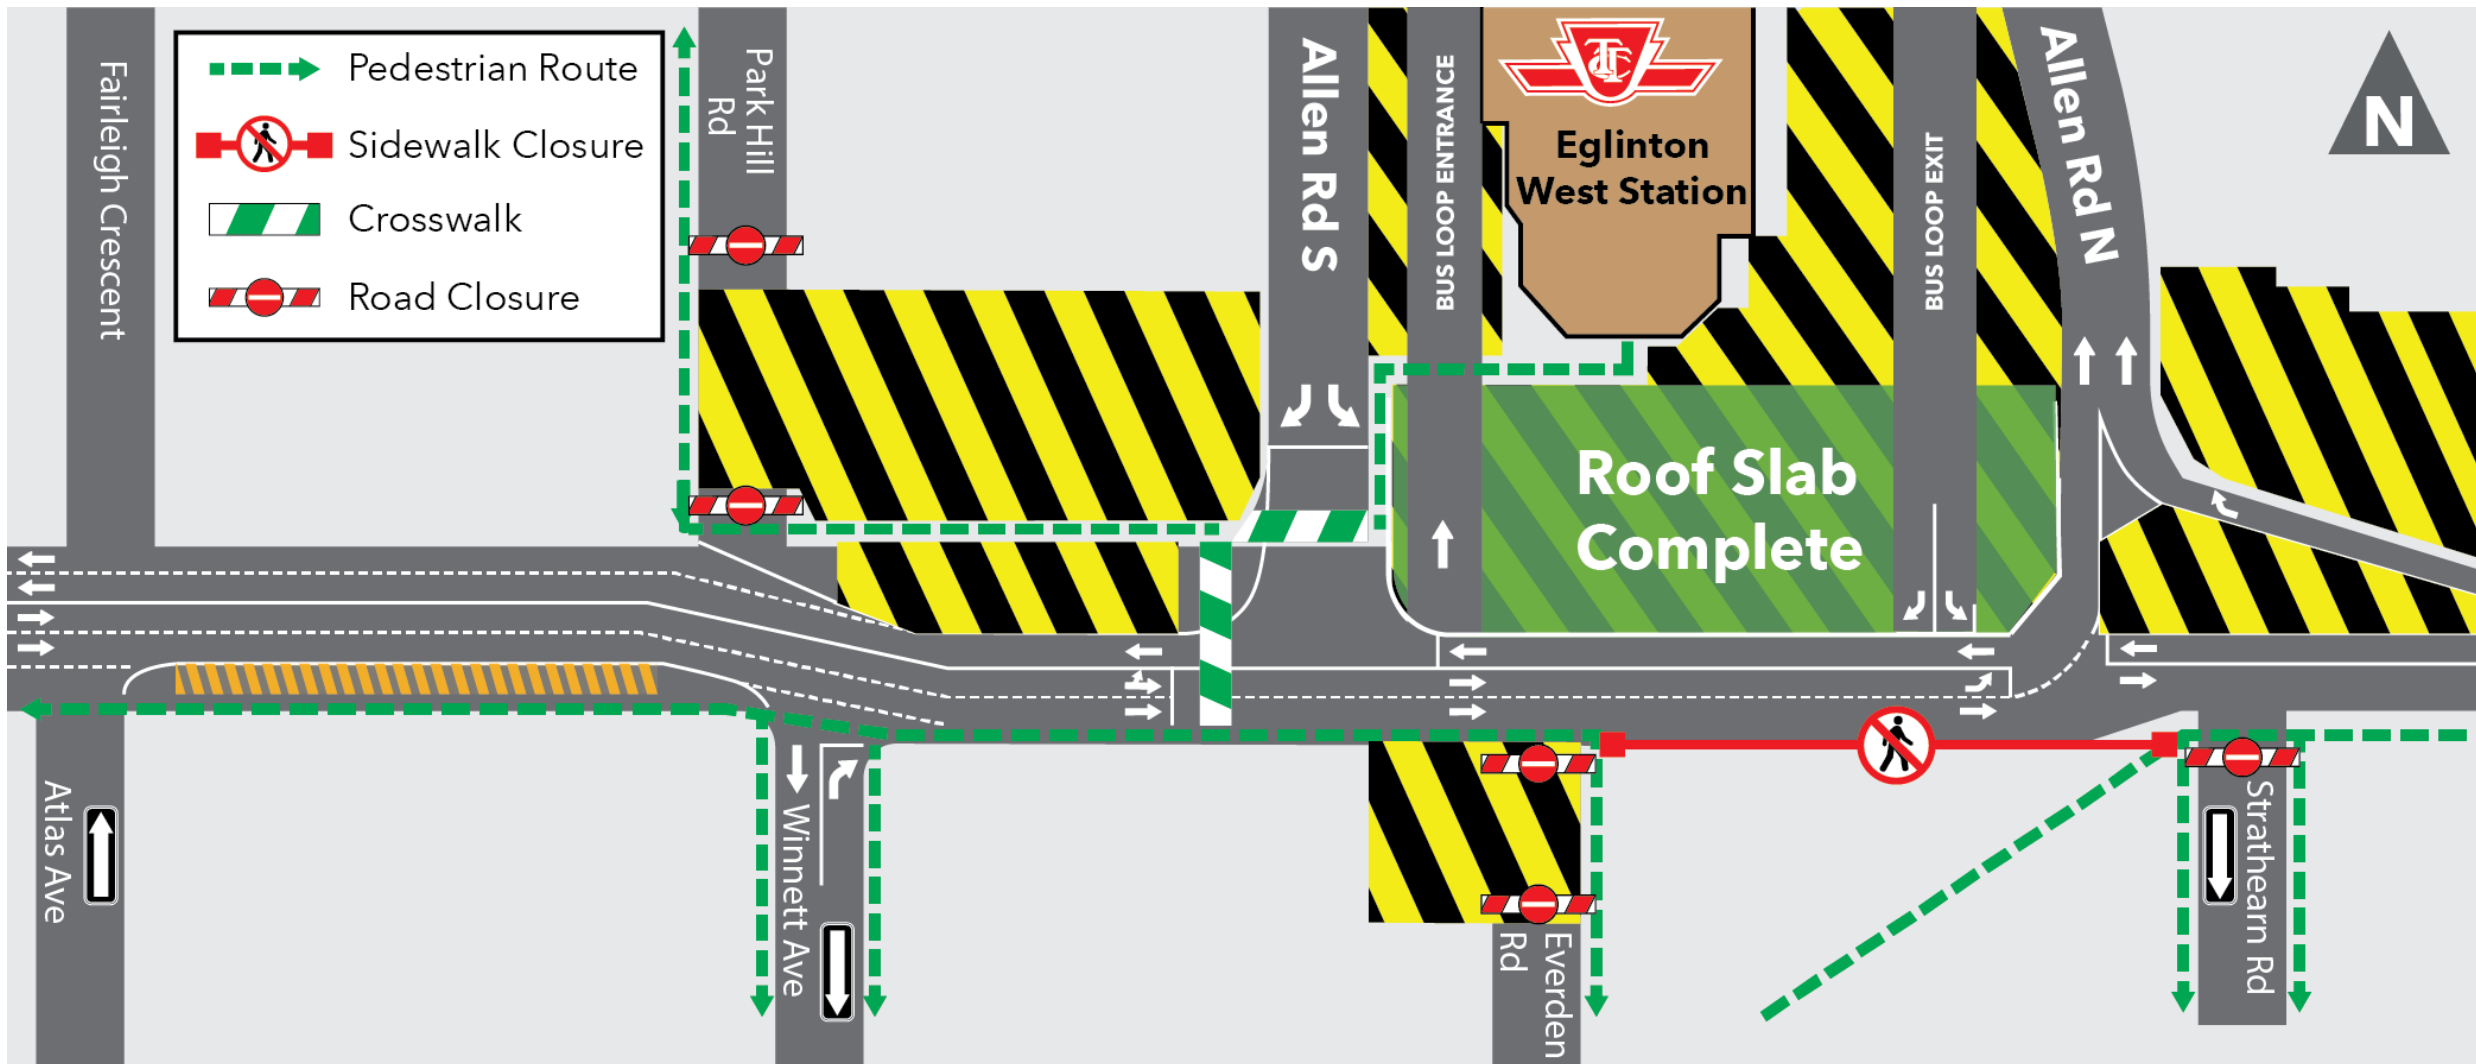 Pedestrian Route
Sidewalk Closure
Crosswalk
Road Closure
Fairleigh Crescent
Park Hill
Rd
Allen Rd S
BUS LOOP ENTRANCE
TTC
Eglinton
West Station
BUS LOOP EXIT
Allen Rd N
N
Roof Slab
Complete
Atlas Ave
Winnett Ave
Everden
Rd
Strathearn Rd